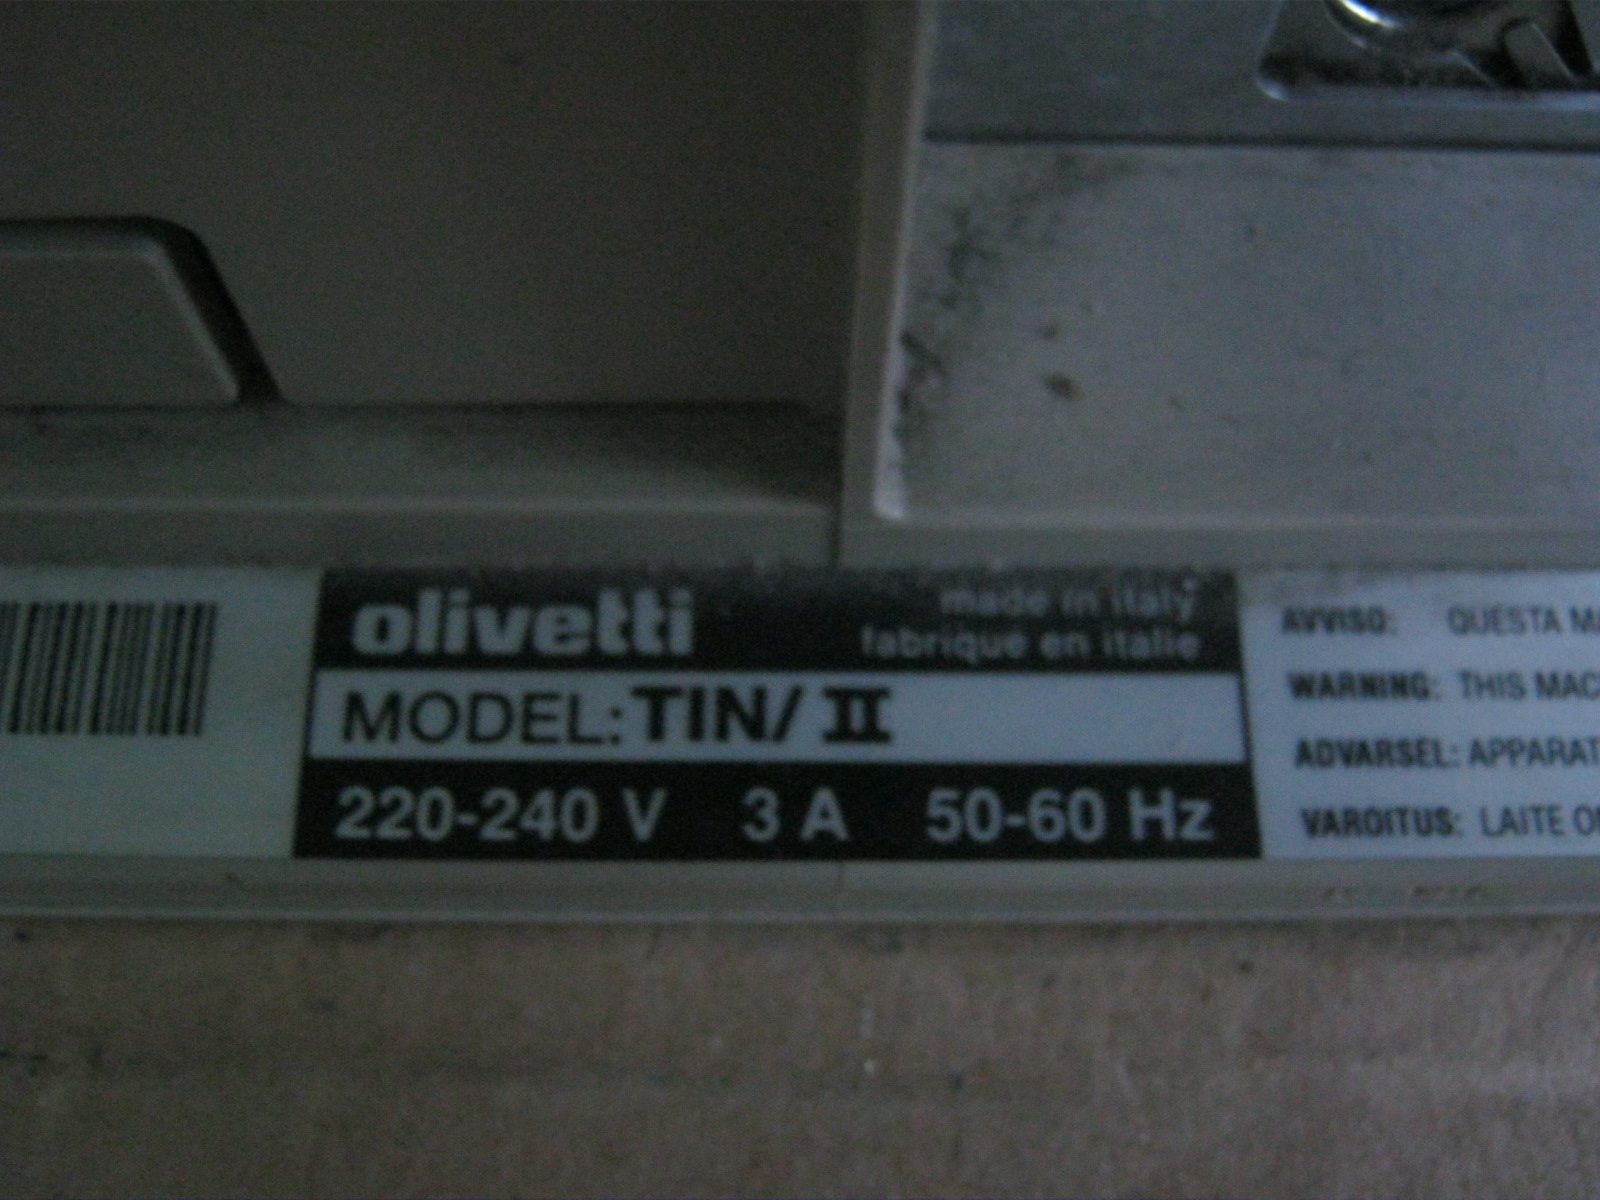 olivetti
made in italy
fabrique en italie
MODEL: TIN/II
220-240 V 3 A 50-60 Hz
AVVISO: QUESTA
WARNING: THIS
ADVARSEL:
VAROITUS: LAITE